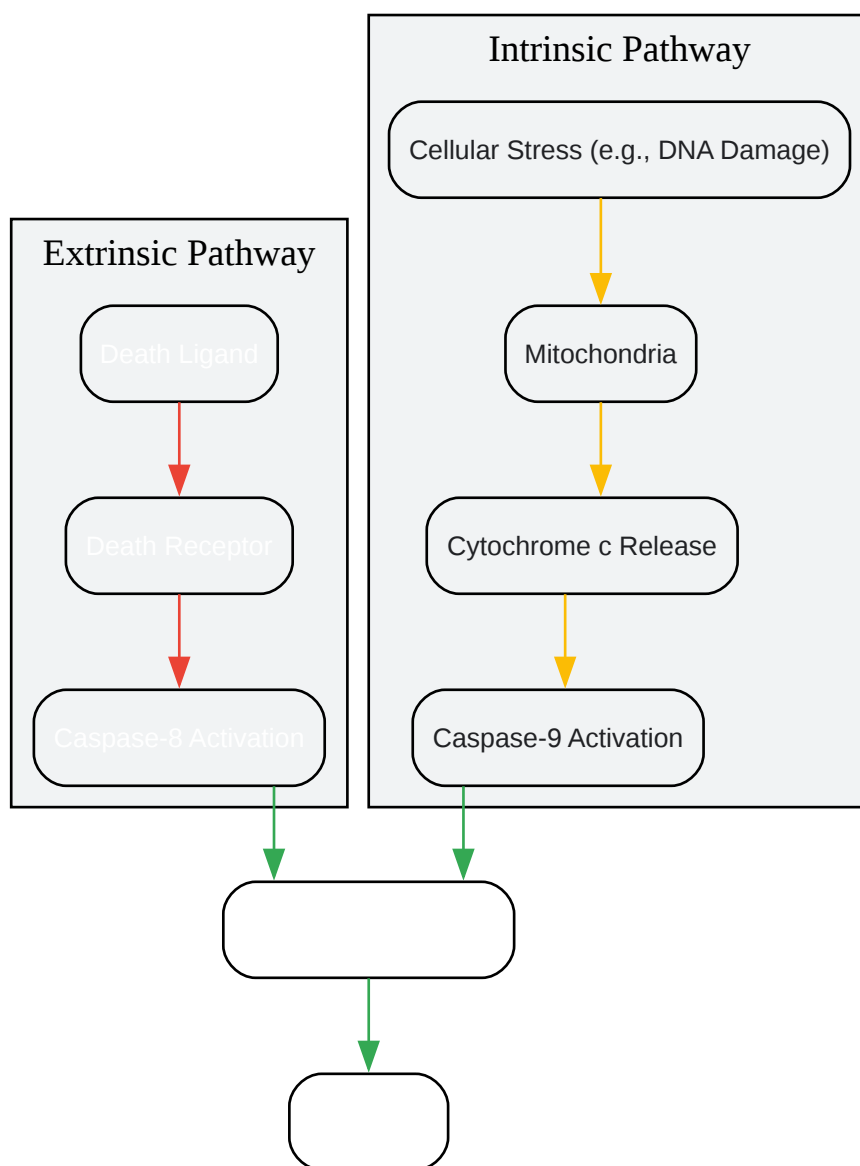 Intrinsic Pathway
Cellular Stress (e.g., DNA Damage)
Extrinsic Pathway
Death Ligand
Mitochondria
Death Receptor
Cytochrome c Release
Caspase-8 Activation
Caspase-9 Activation